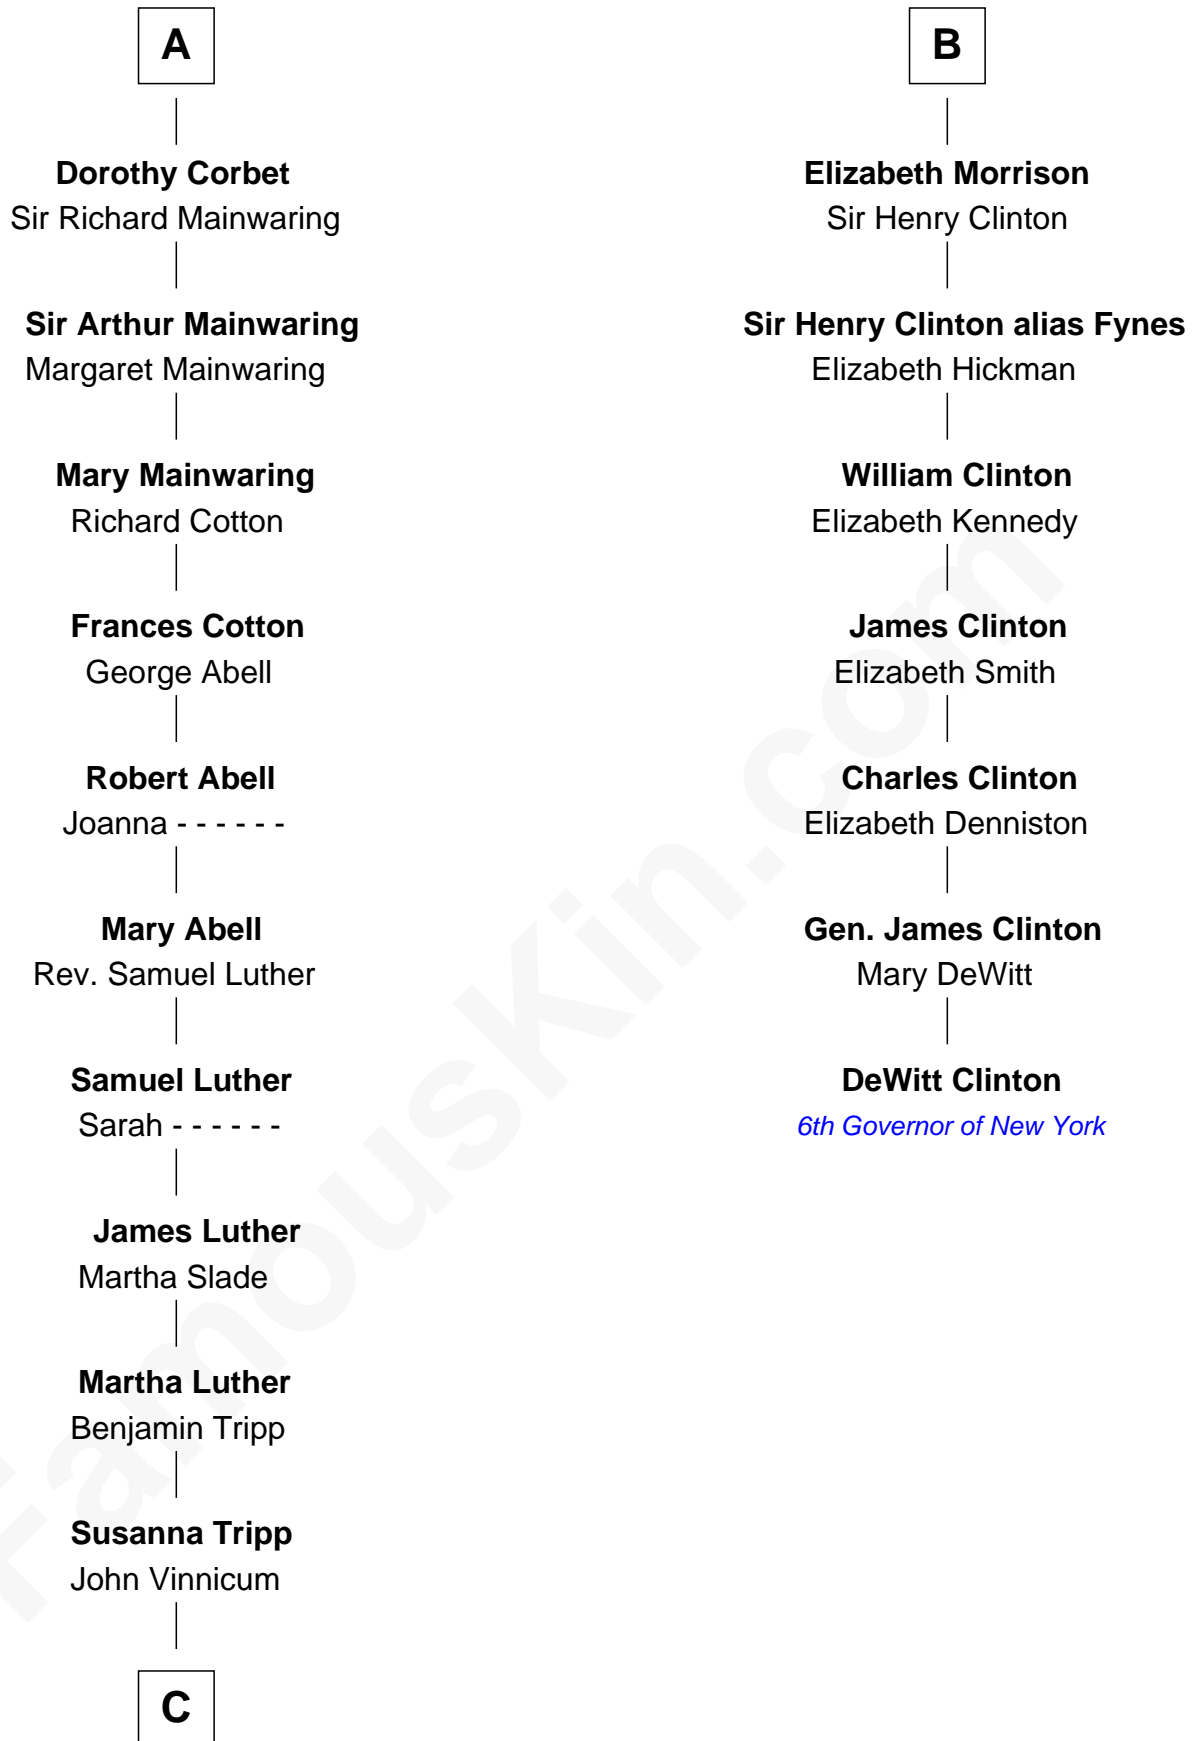 A
Dorothy Corbet
Sir Richard Mainwaring
Sir Arthur Mainwaring
Margaret Mainwaring
Mary Mainwaring
Richard Cotton
Frances Cotton
George Abell
Robert Abell
Joanna - - - - - -
Mary Abell
Rev. Samuel Luther
Samuel Luther
Sarah - - - - - -
James Luther
Martha Slade
Martha Luther
Benjamin Tripp
Susanna Tripp
John Vinnicum
C
B
Elizabeth Morrison
Sir Henry Clinton
Sir Henry Clinton alias Fynes
Elizabeth Hickman
William Clinton
Elizabeth Kennedy
James Clinton
Elizabeth Smith
Charles Clinton
Elizabeth Denniston
Gen. James Clinton
Mary DeWitt
DeWitt Clinton
6th Governor of New York
FamousKin.com